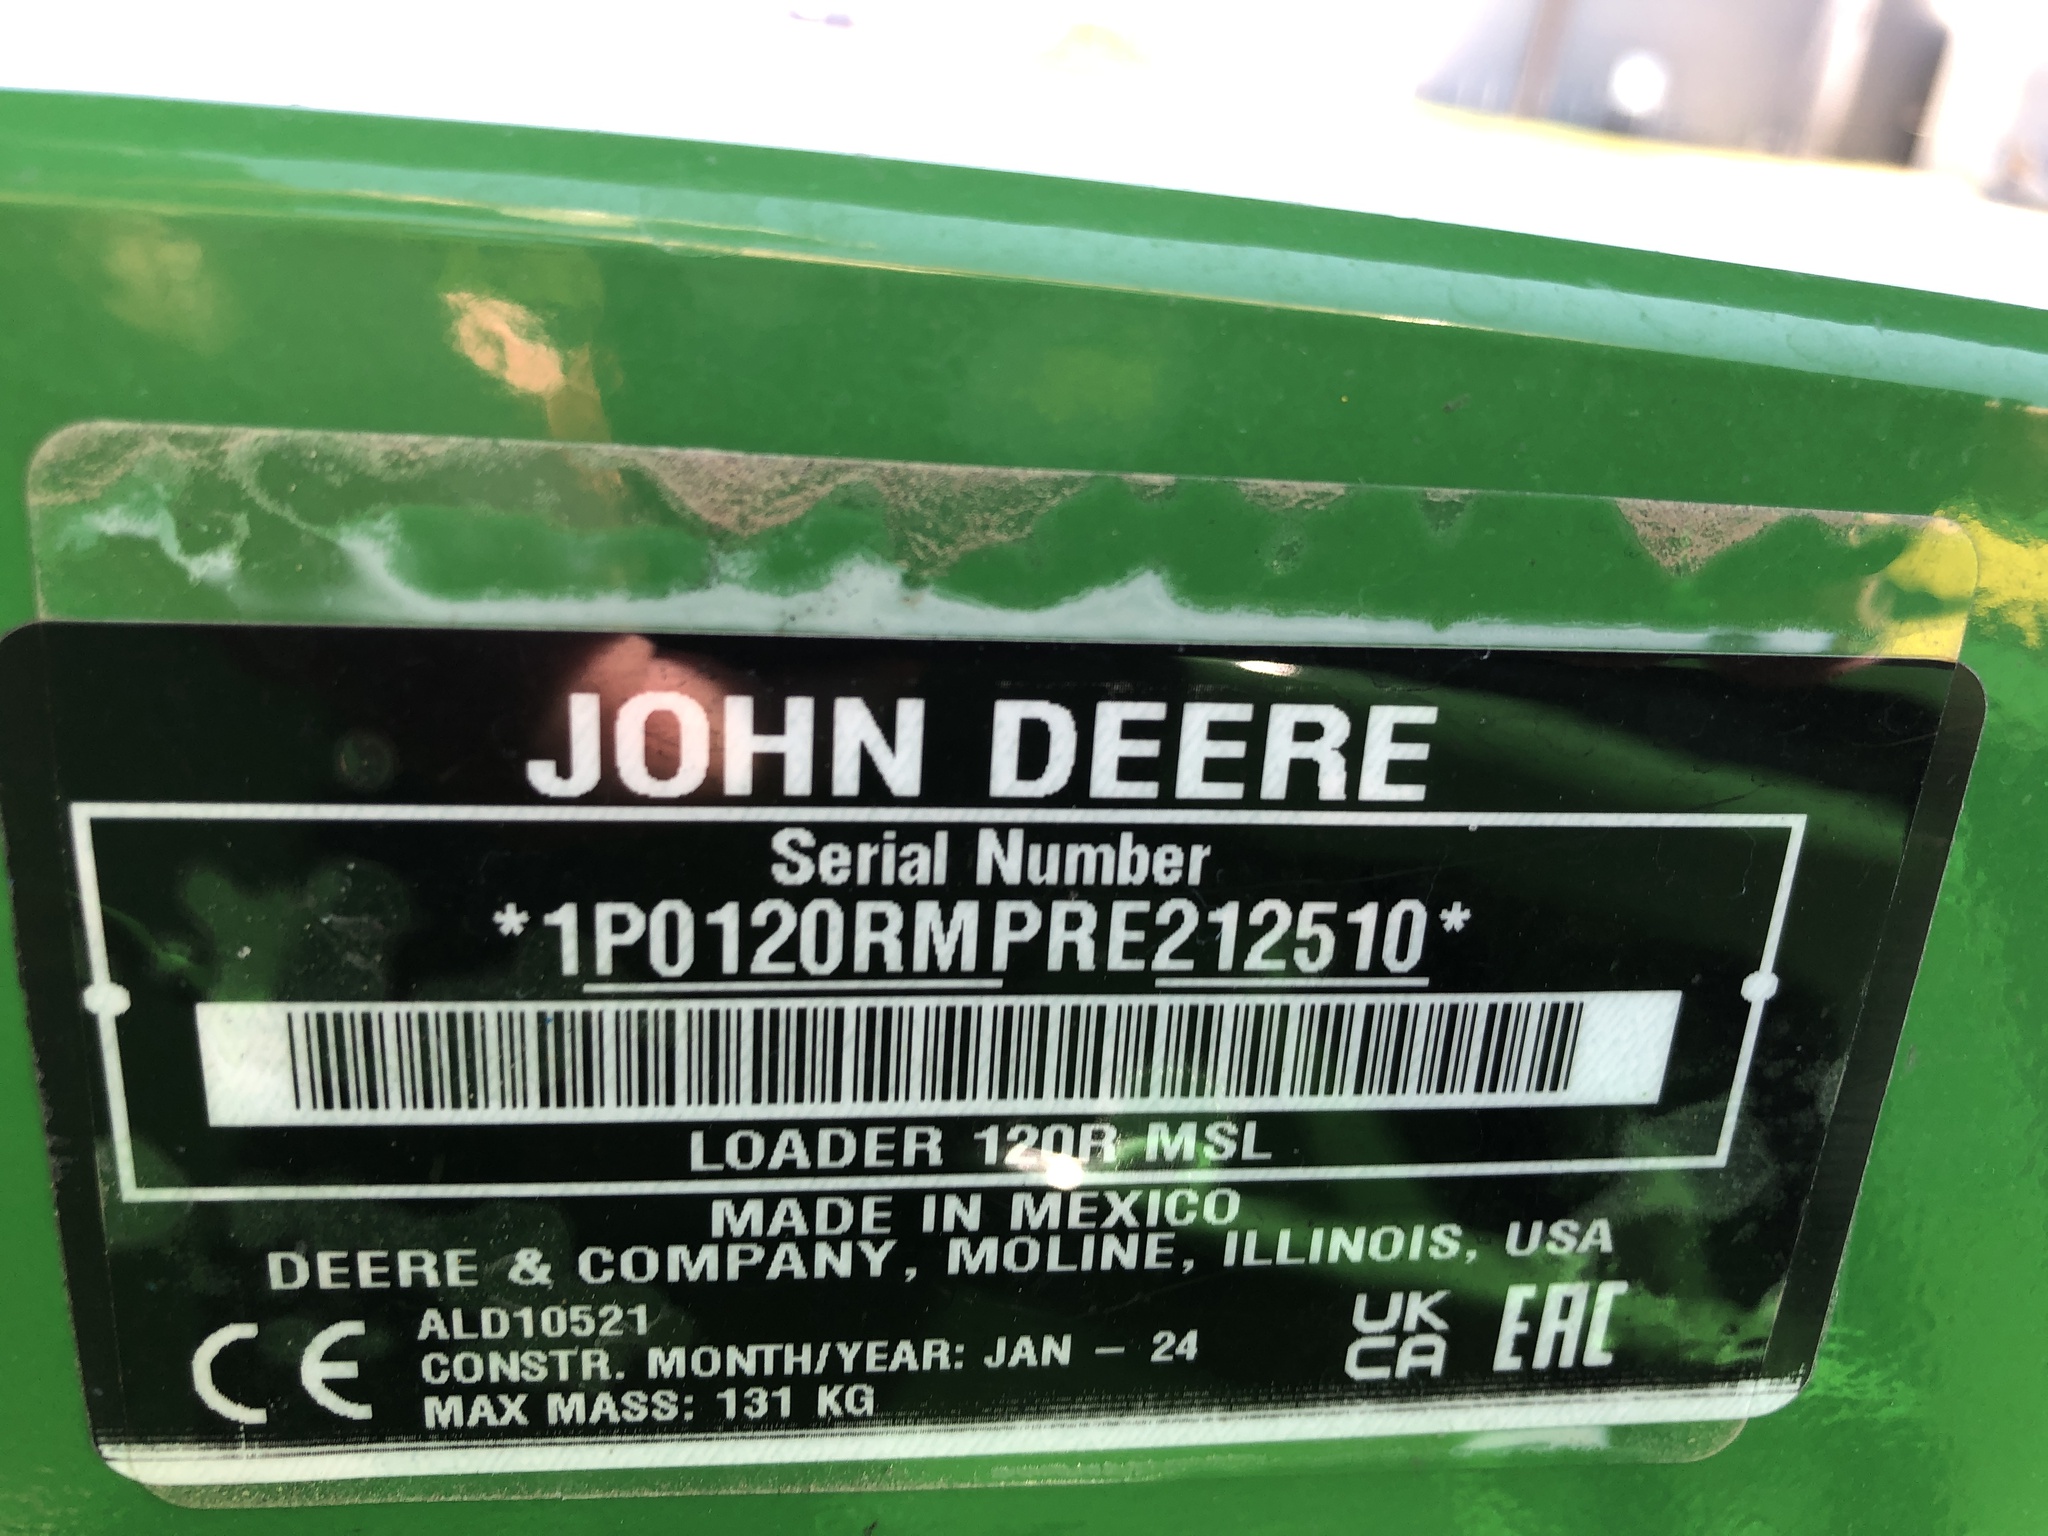 JOHN DEERE
Serial Number
*1P0120RMPRE212510*
LOADER 120R MSL
MADE IN MEXICO
DEERE & COMPANY, MOLINE, ILLINOIS, USA
CE
ALD10521
CONSTR. MONTH/YEAR: JAN – 24
MAX MASS: 131 KG
UK
CA
EAC